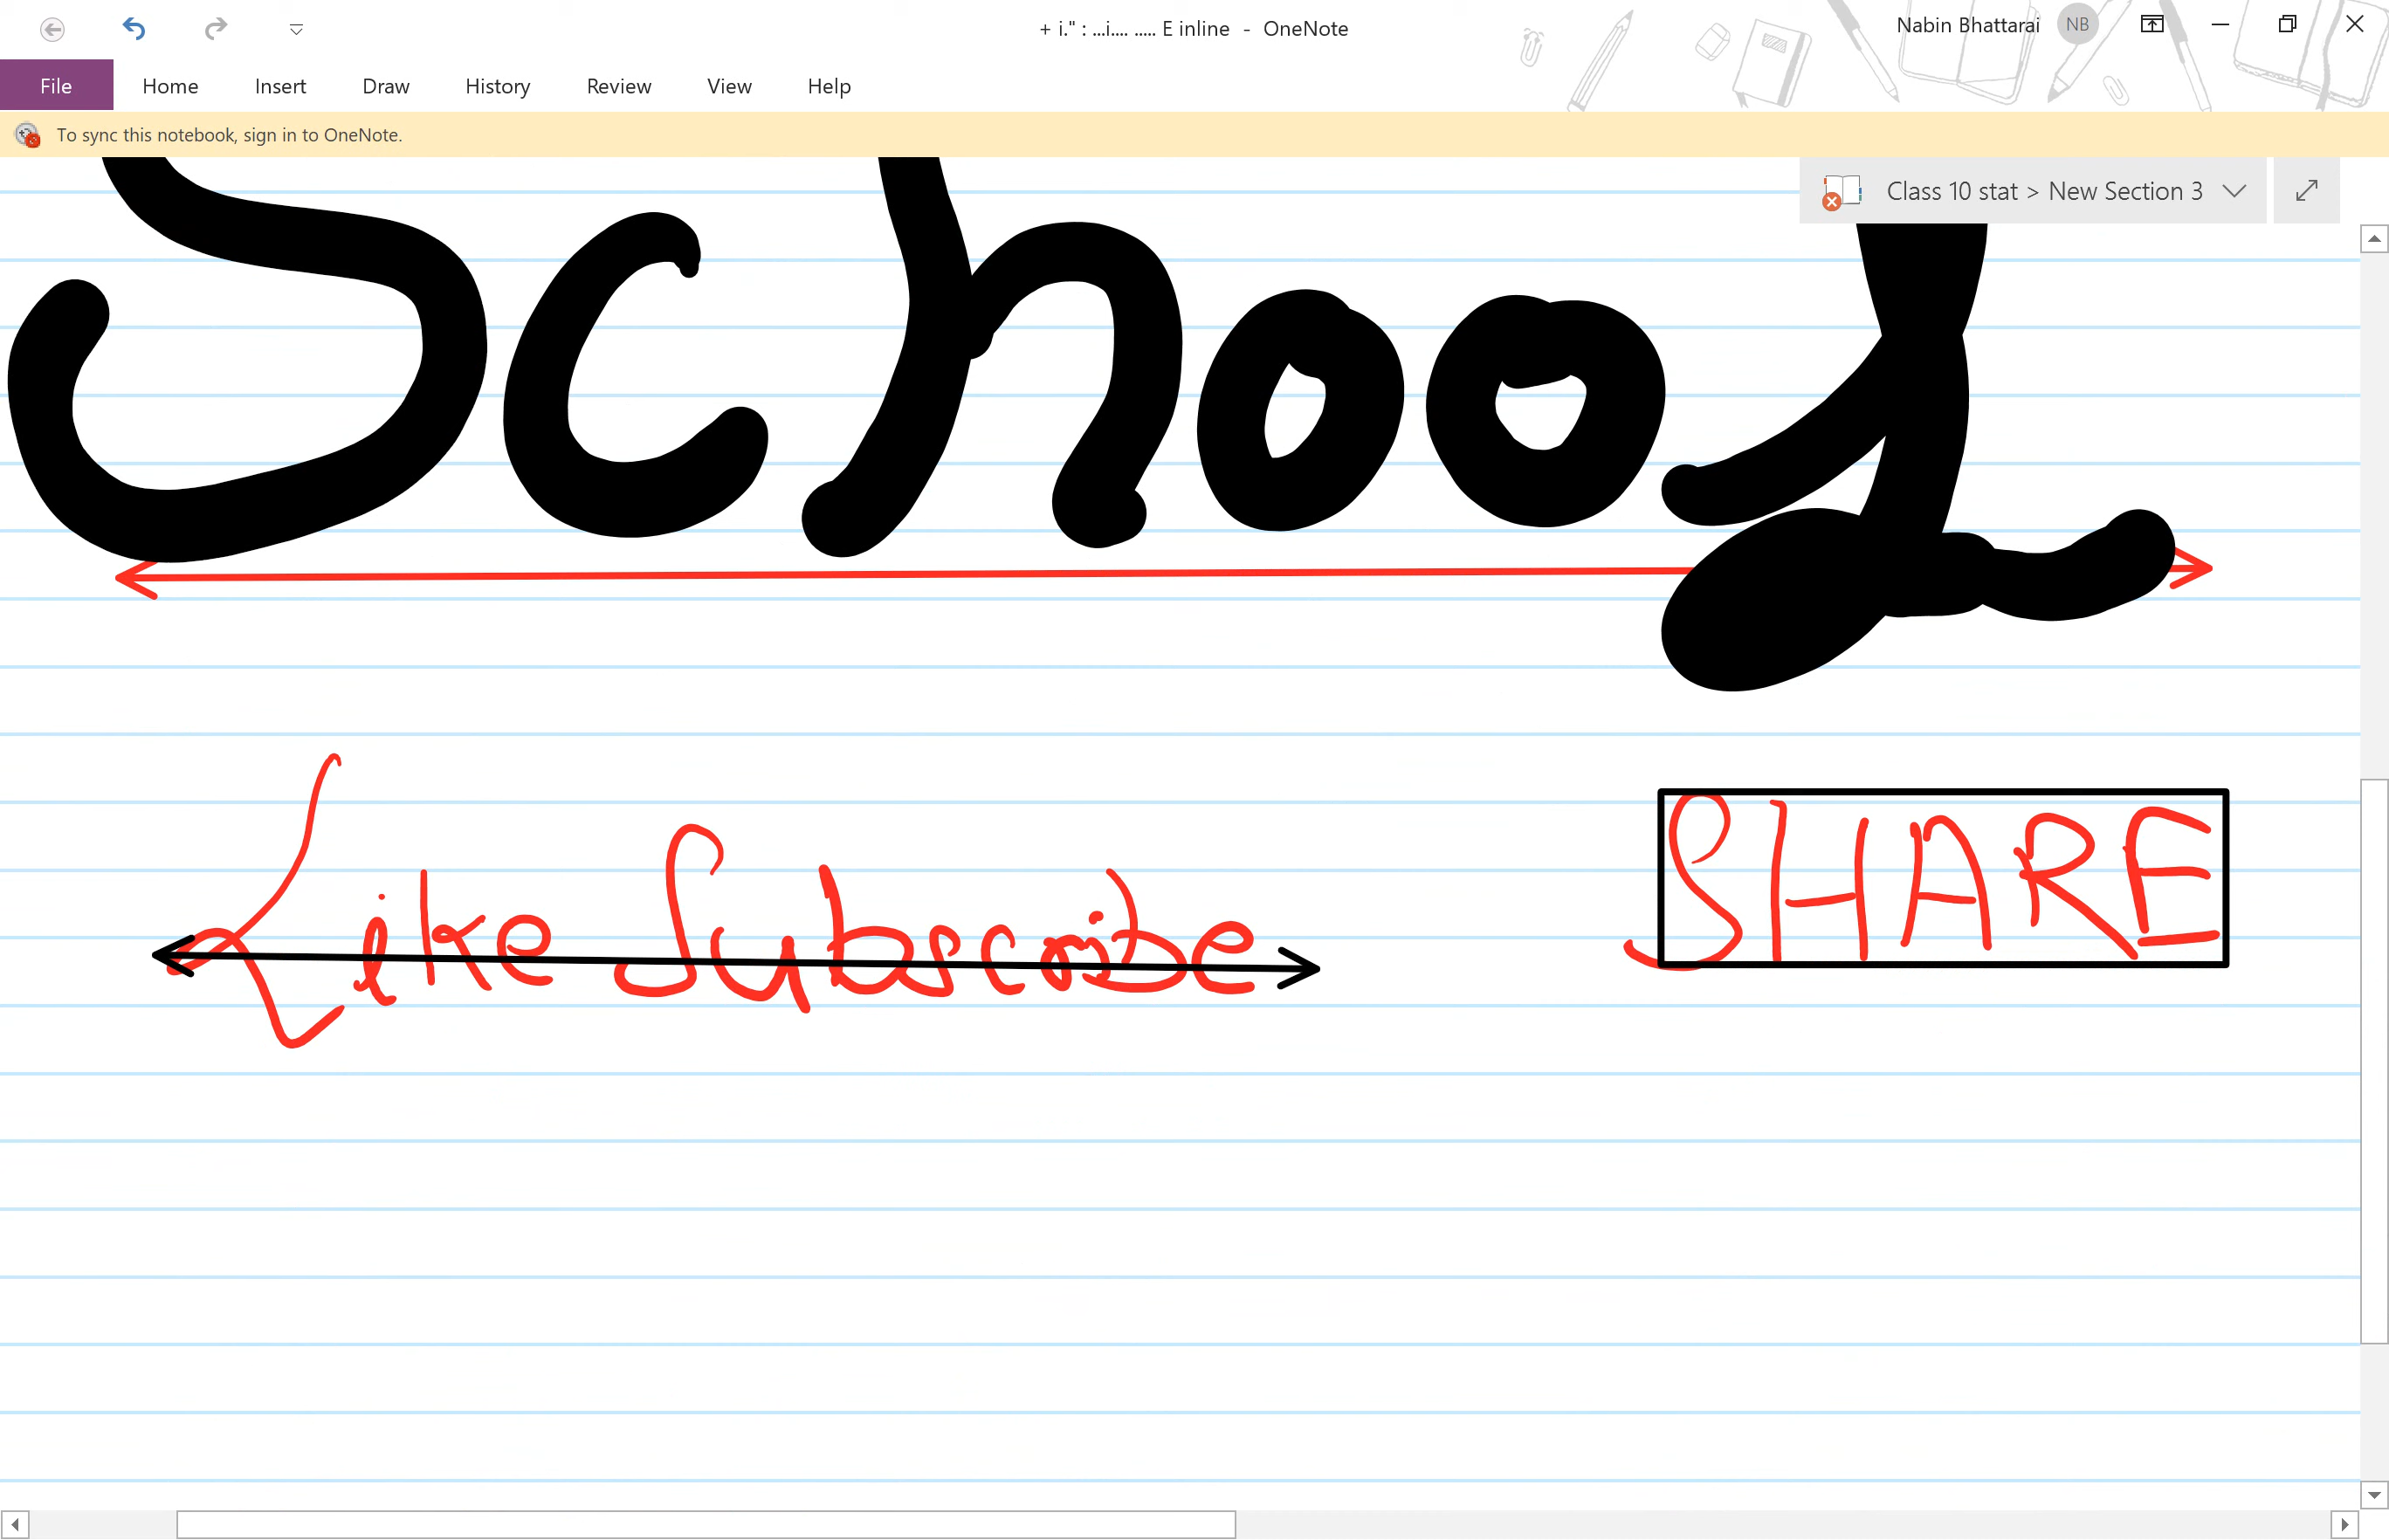 + i." : ...i.... ..... E inline - OneNote
Nabin Bhattarai NB
File Home Insert Draw History Review View Help
To sync this notebook, sign in to OneNote.
Class 10 stat > New Section 3
School
Like Subscribe SHARE